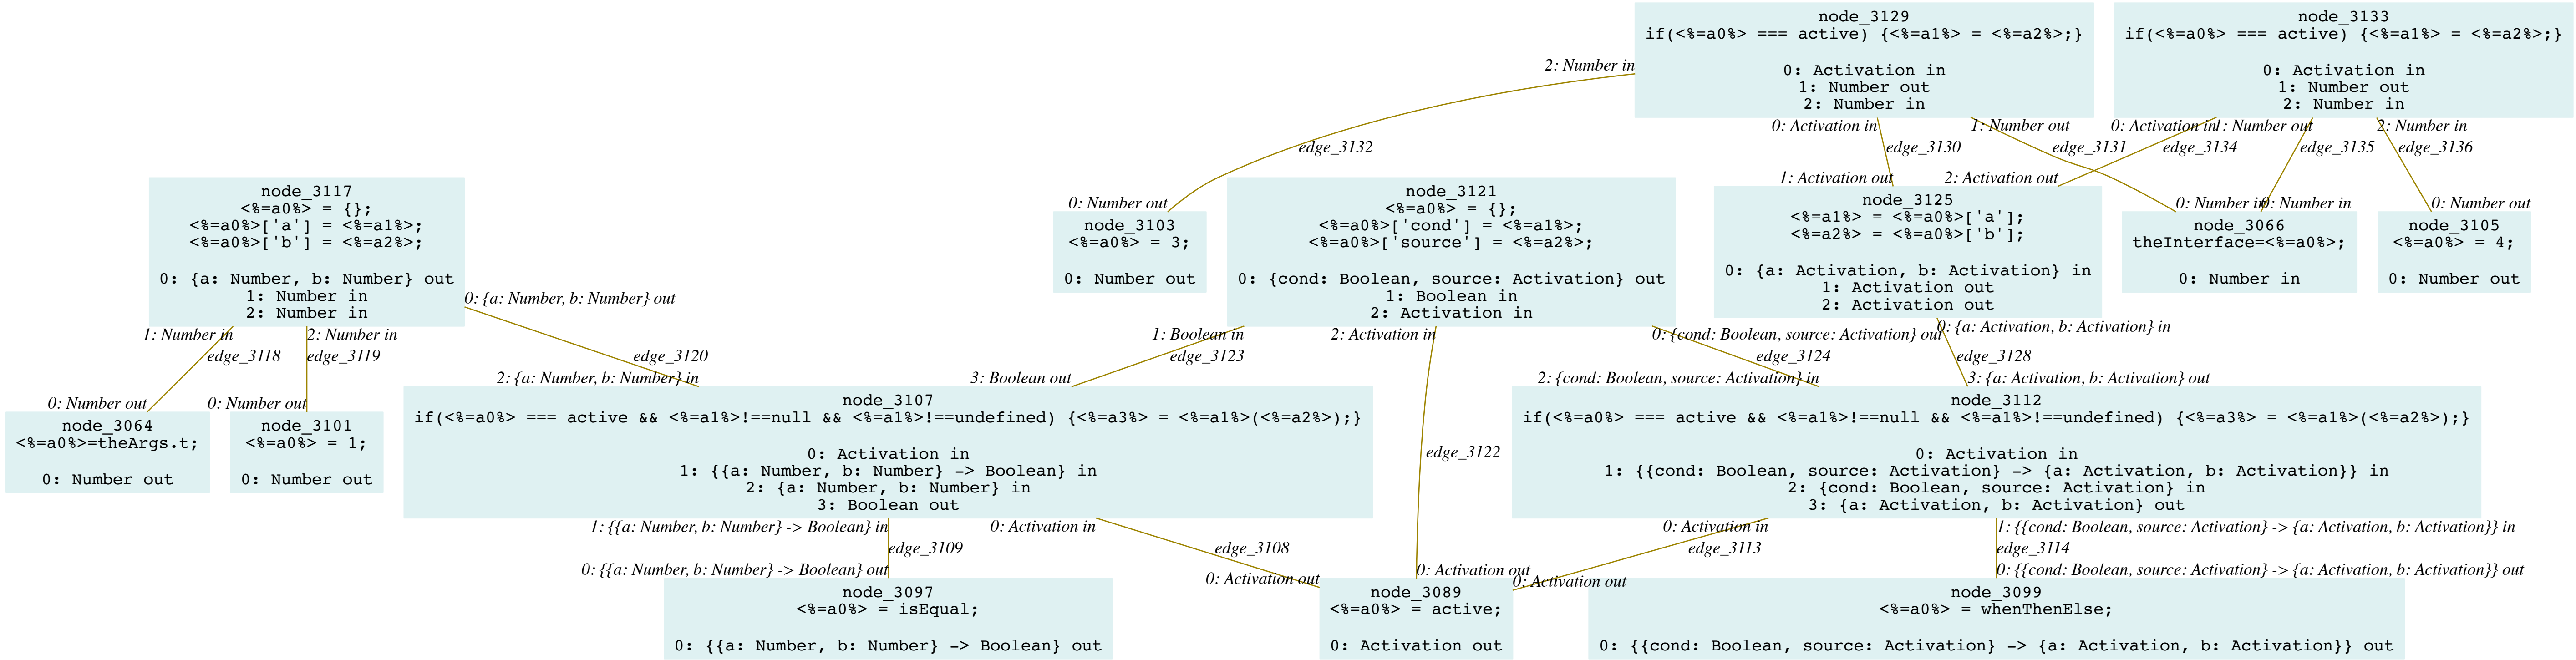 node_3129
if(<%=a0%> === active) {<%=a1%> = <%=a2%>;}
0: Activation in
1: Number out
2: Number in
node_3133
if(<%=a0%> === active) {<%=a1%> = <%=a2%>;}
0: Activation in
1: Number out
2: Number in
2: Number in
0: Activation in
1: Number out
0: Activation in
1: Number out
2: Number in
edge_3132
edge_3130
edge_3131
edge_3134
edge_3135
edge_3136
1: Activation out
2: Activation out
0: Number out
0: Number in
0: Number in
0: Number out
node_3117
<%=a0%> = {};
<%=a0%>['a'] = <%=a1%>;
<%=a0%>['b'] = <%=a2%>;
0: {a: Number, b: Number} out
1: Number in
2: Number in
node_3103
<%=a0%> = 3;
0: Number out
node_3121
<%=a0%> = {};
<%=a0%>['cond'] = <%=a1%>;
<%=a0%>['source'] = <%=a2%>;
0: {cond: Boolean, source: Activation} out
1: Boolean in
2: Activation in
node_3125
<%=a1%> = <%=a0%>['a'];
<%=a2%> = <%=a0%>['b'];
0: {a: Activation, b: Activation} in
1: Activation out
2: Activation out
node_3066
theInterface=<%=a0%>;
0: Number in
node_3105
<%=a0%> = 4;
0: Number out
0: {a: Number, b: Number} out
1: Number in
2: Number in
1: Boolean in
2: Activation in
0: {cond: Boolean, source: Activation} out
0: {a: Activation, b: Activation} in
edge_3118
edge_3119
edge_3120
edge_3123
edge_3124
edge_3128
0: Number out
0: Number out
2: {a: Number, b: Number} in
3: Boolean out
2: {cond: Boolean, source: Activation} in
3: {a: Activation, b: Activation} out
node_3064
<%=a0%>=theArgs.t;
0: Number out
node_3101
<%=a0%> = 1;
0: Number out
node_3107
if(<%=a0%> === active && <%=a1%>!==null && <%=a1%>!==undefined) {<%=a3%> = <%=a1%>(<%=a2%>);}
0: Activation in
1: {{a: Number, b: Number} -> Boolean} in
2: {a: Number, b: Number} in
3: Boolean out
edge_3122
node_3112
if(<%=a0%> === active && <%=a1%>!==null && <%=a1%>!==undefined) {<%=a3%> = <%=a1%>(<%=a2%>);}
0: Activation in
1: {{cond: Boolean, source: Activation} -> {a: Activation, b: Activation}} in
2: {cond: Boolean, source: Activation} in
3: {a: Activation, b: Activation} out
1: {{a: Number, b: Number} -> Boolean} in
0: Activation in
0: Activation in
1: {{cond: Boolean, source: Activation} -> {a: Activation, b: Activation}} in
edge_3109
edge_3108
edge_3113
edge_3114
0: {{a: Number, b: Number} -> Boolean} out
0: Activation out
0: Activation out
0: Activation out
0: {{cond: Boolean, source: Activation} -> {a: Activation, b: Activation}} out
node_3097
<%=a0%> = isEqual;
0: {{a: Number, b: Number} -> Boolean} out
node_3089
<%=a0%> = active;
0: Activation out
node_3099
<%=a0%> = whenThenElse;
0: {{cond: Boolean, source: Activation} -> {a: Activation, b: Activation}} out